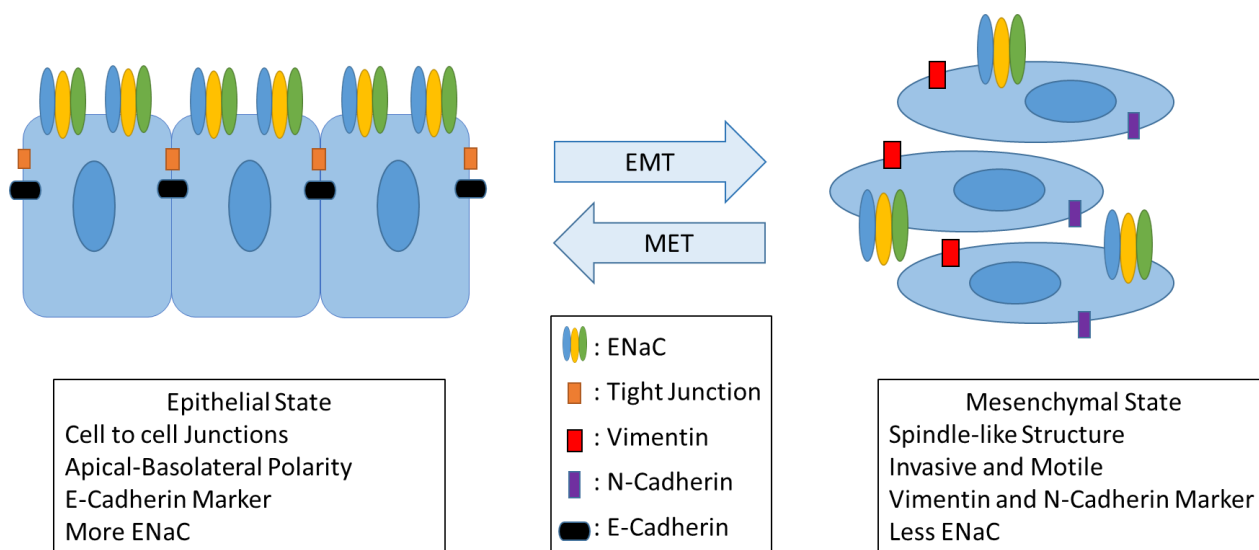 EMT
MET
: ENaC
: Tight Junction
: Vimentin
: N-Cadherin
: E-Cadherin
Epithelial State
Cell to cell Junctions
Apical-Basolateral Polarity
E-Cadherin Marker
More ENaC
Mesenchymal State
Spindle-like Structure
Invasive and Motile
Vimentin and N-Cadherin Marker
Less ENaC